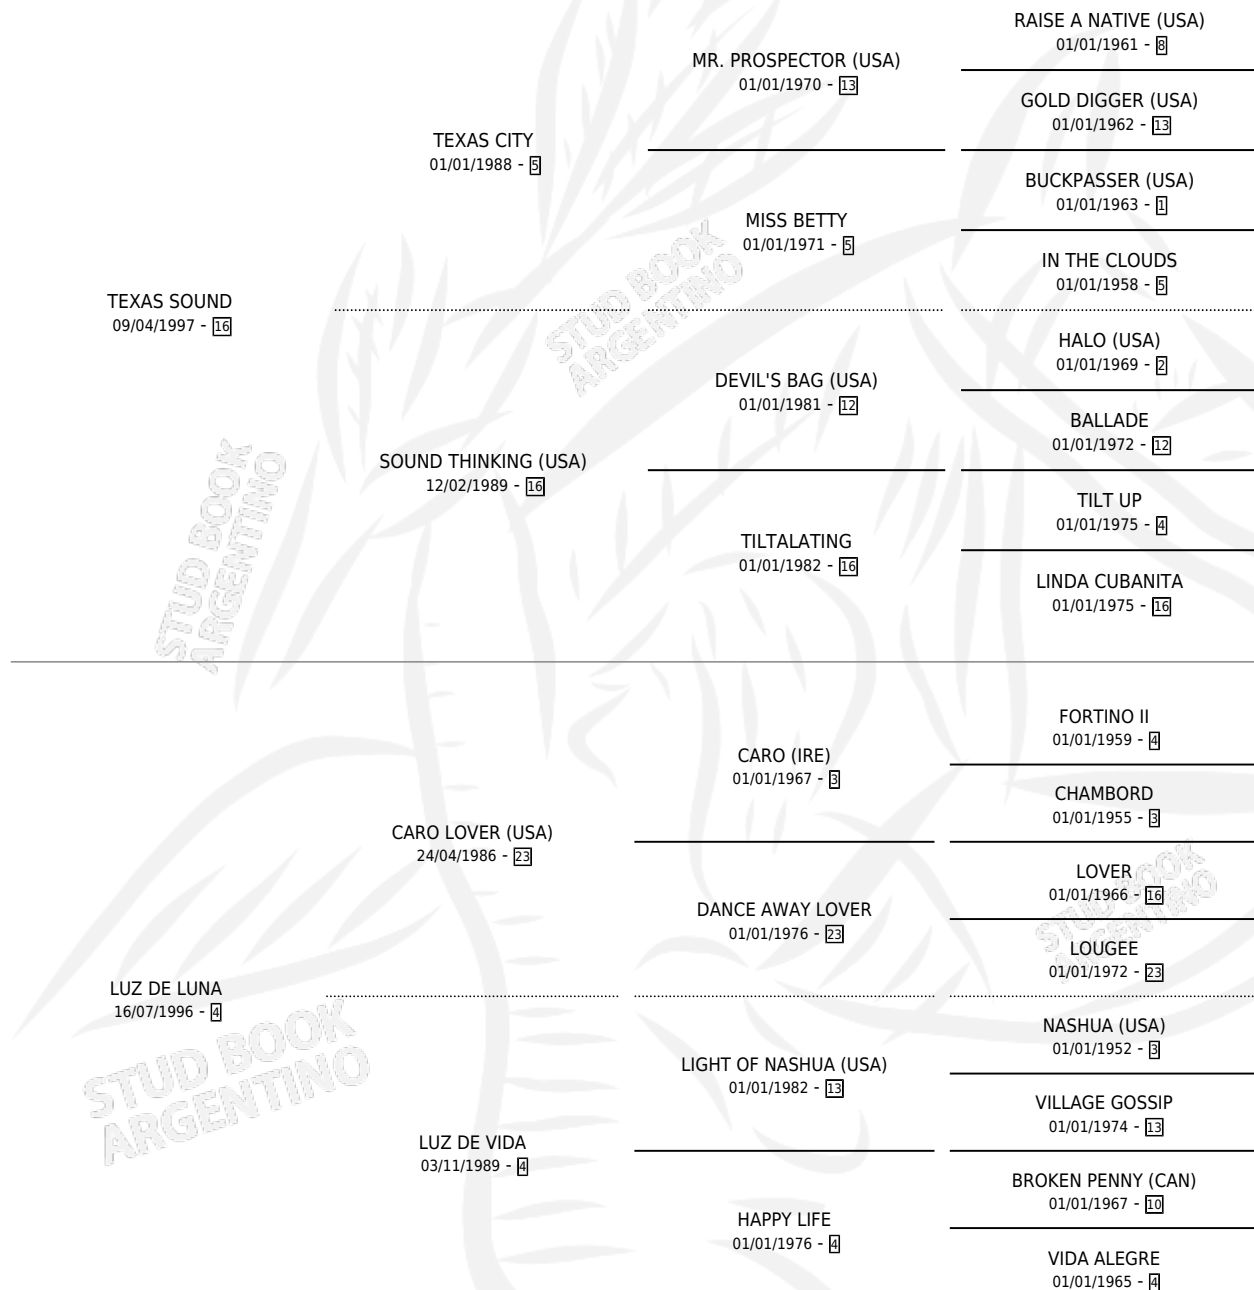 RAISE A NATIVE (USA)
01/01/1961 - 8
MR. PROSPECTOR (USA)
01/01/1970 - 13
GOLD DIGGER (USA)
01/01/1962 - 13
TEXAS CITY
01/01/1988 - 5
BUCKPASSER (USA)
01/01/1963 - 1
MISS BETTY
01/01/1971 - 5
IN THE CLOUDS
01/01/1958 - 5
TEXAS SOUND
09/04/1997 - 16
STUD BOOK
ARGENTINO
HALO (USA)
01/01/1969 - 2
DEVIL'S BAG (USA)
01/01/1981 - 12
BALLADE
01/01/1972 - 12
SOUND THINKING (USA)
12/02/1989 - 16
TILT UP
01/01/1975 - 4
TILTALATING
01/01/1982 - 16
LINDA CUBANITA
01/01/1975 - 16
STUD BOOK
ARGENTINO
FORTINO II
01/01/1959 - 4
CARO (IRE)
01/01/1967 - 3
CHAMBORD
01/01/1955 - 3
CARO LOVER (USA)
24/04/1986 - 23
LOVER
01/01/1966 - 16
DANCE AWAY LOVER
01/01/1976 - 23
LOUGEE
01/01/1972 - 23
STUD BOOK
ARGENTINO
LUZ DE LUNA
16/07/1996 - 4
NASHUA (USA)
01/01/1952 - 3
LIGHT OF NASHUA (USA)
01/01/1982 - 13
VILLAGE GOSSIP
01/01/1974 - 13
STUD BOOK
ARGENTINO
LUZ DE VIDA
03/11/1989 - 4
BROKEN PENNY (CAN)
01/01/1967 - 10
HAPPY LIFE
01/01/1976 - 4
VIDA ALEGRE
01/01/1965 - 4